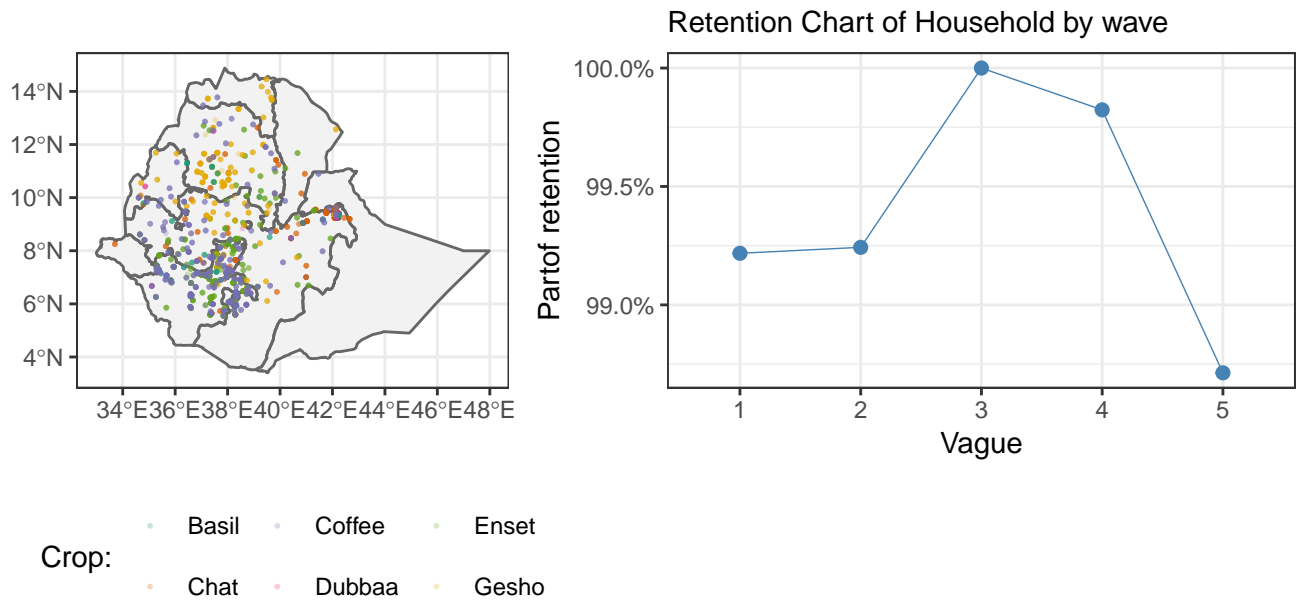 Retention Chart of Household by wave
14°N
12°N
10°N
8°N
6°N
4°N
34°E36°E38°E40°E42°E44°E46°E48°E
100.0%
99.5%
99.0%
Partof retention
1 2 3 4 5
Vague
Crop:
Basil Coffee Enset
Chat Dubbaa Gesho